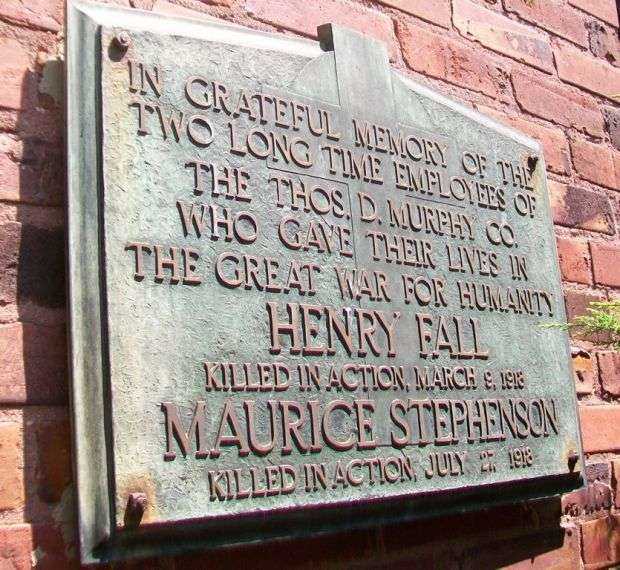 IN GRATEFUL MEMORY OF THE
TWO LONG TIME EMPLOYEES OF
THE THOS. D. MURPHY CO.
WHO GAVE THEIR LIVES IN
THE GREAT WAR FOR HUMANITY
HENRY FALL
KILLED IN ACTION, MARCH 9, 1918
MAURICE STEPHENSON
KILLED IN ACTION, JULY 27, 1918